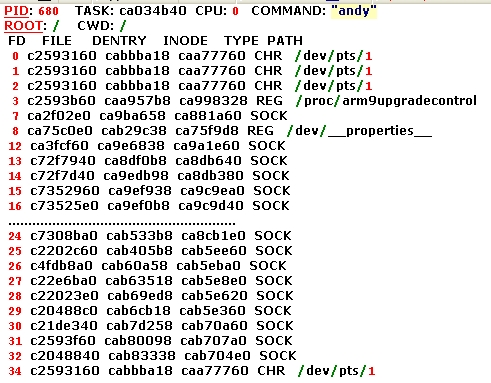 PID: 680 TASK: ca034b40 CPU: 0 COMMAND: "andy"
ROOT: / CWD: /
FD FILE DENTRY INODE TYPE PATH
0 c2593160 cabbba18 caa77760 CHR /dev/pts/1
1 c2593160 cabbba18 caa77760 CHR /dev/pts/1
2 c2593160 cabbba18 caa77760 CHR /dev/pts/1
3 c2593b60 caa957b8 ca998328 REG /proc/arm9upgradecontrol
7 ca2f02e0 ca9ba658 ca881a60 SOCK
8 ca75c0e0 cab29c38 ca75f9d8 REG /dev/__properties__
12 ca3fcf60 ca9e6838 ca9a1e60 SOCK
13 c72f7940 ca8df0b8 ca8db640 SOCK
14 c72f7d40 ca9edb98 ca8db380 SOCK
15 c7352960 ca9ef938 ca9c9ea0 SOCK
16 c73525e0 ca9ef0b8 ca9c9d40 SOCK
......................................................
24 c7308ba0 cab533b8 ca8cb1e0 SOCK
25 c2202c60 cab405b8 cab5ee60 SOCK
26 c4fdb8a0 cab60a58 cab5eba0 SOCK
27 c22e6ba0 cab63518 cab5e8e0 SOCK
28 c22023e0 cab69ed8 cab5e620 SOCK
29 c20488c0 cab6cb18 cab5e360 SOCK
30 c21de340 cab7d258 cab70a60 SOCK
31 c2593f60 cab80098 cab707a0 SOCK
32 c2048840 cab83338 cab704e0 SOCK
34 c2593160 cabbba18 caa77760 CHR /dev/pts/1